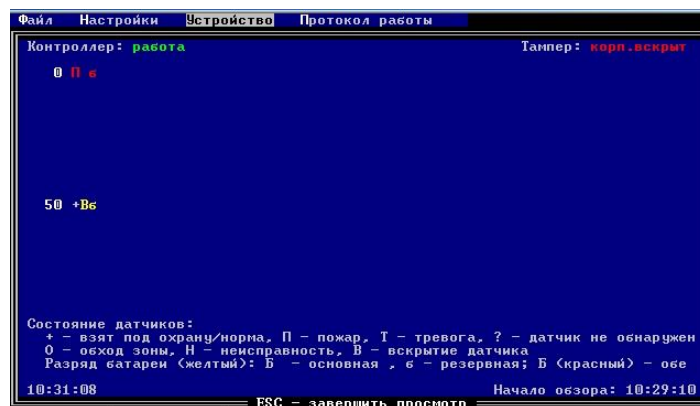 Файл Настройки Устройство Протокол работы
Контроллер: работа Тампер: корп.вскрыт
0 П б
50 +Вб
Состояние датчиков:
+ – взят под охрану/норма, П – пожар, Т – тревога, ? – датчик не обнаружен
О – обход зоны, Н – неисправность, В – вскрытие датчика
Разряд батареи (желтый): Б – основная , б – резервная; Б (красный) – обе
10:31:08 Начало обзора: 10:29:10
ESC – завершить просмотр